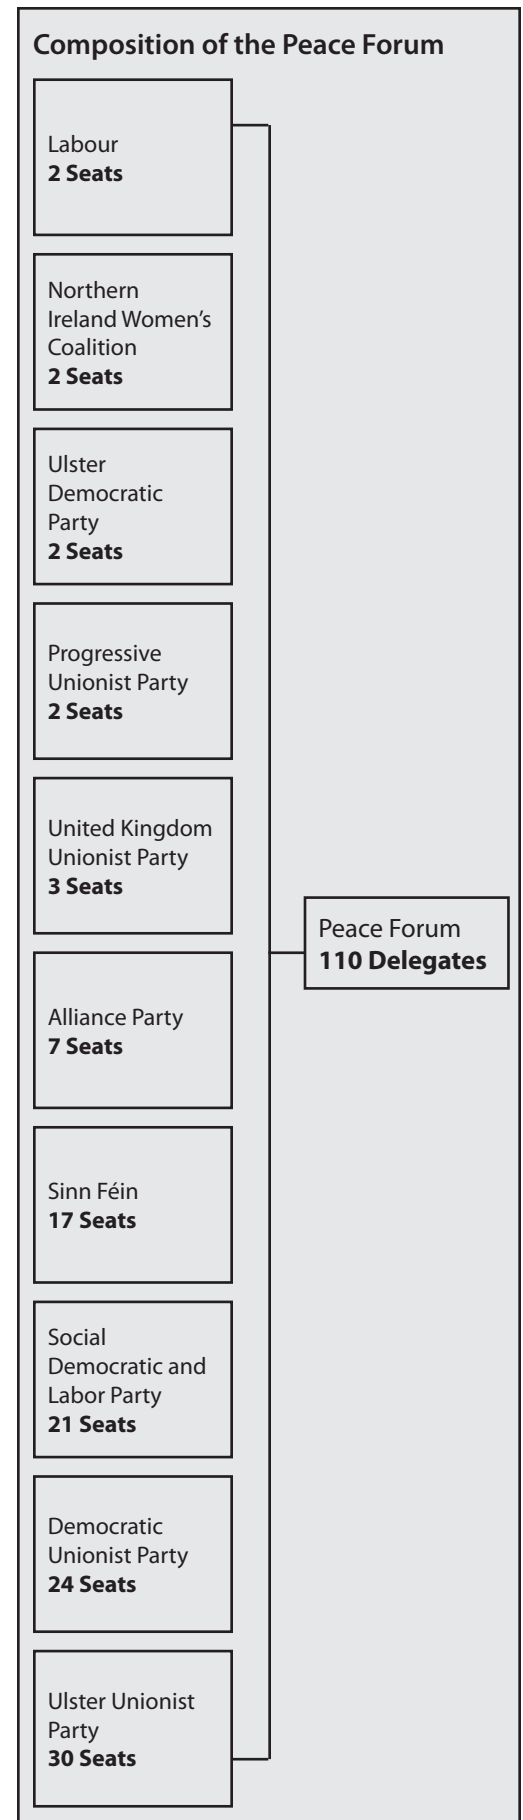 Composition of the Peace Forum
Labour
2 Seats
Northern
Ireland Women's
Coalition
2 Seats
Ulster
Democratic
Party
2 Seats
Progressive
Unionist Party
2 Seats
United Kingdom
Unionist Party
3 Seats
Alliance Party
7 Seats
Sinn Féin
17 Seats
Social
Democratic and
Labor Party
21 Seats
Democratic
Unionist Party
24 Seats
Ulster Unionist
Party
30 Seats
Peace Forum
110 Delegates